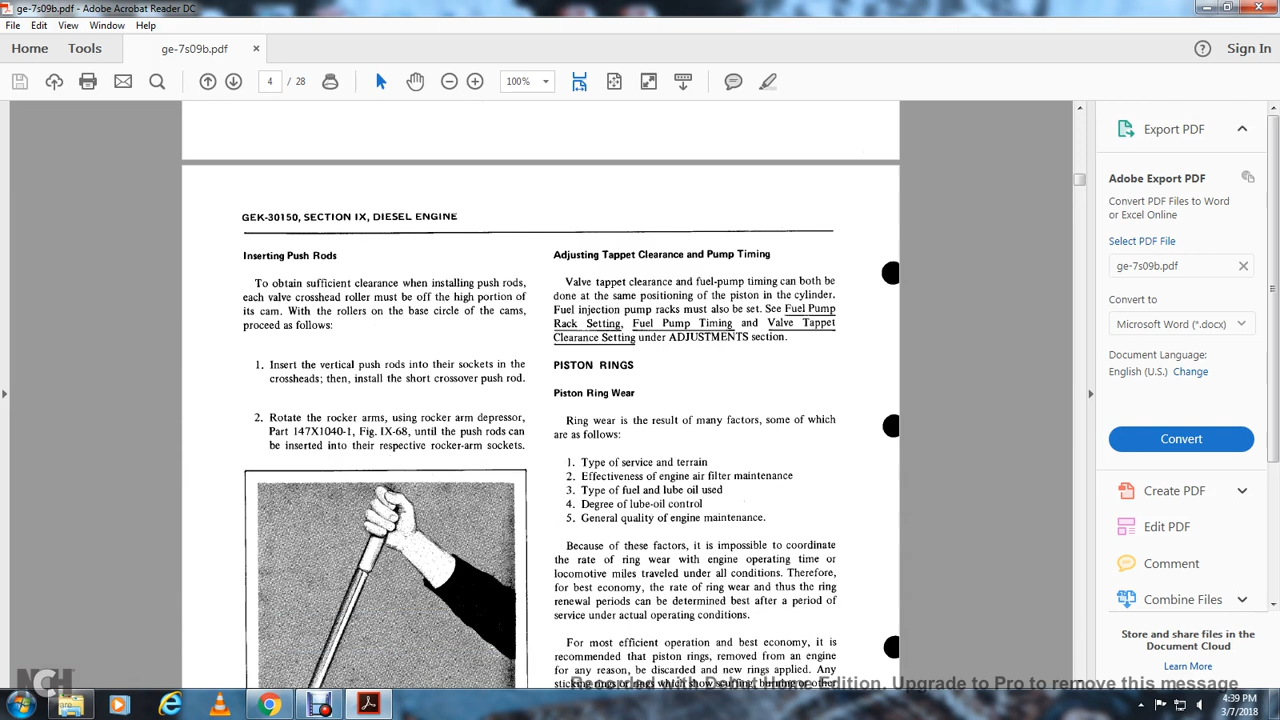 ge-7s09b.pdf - Adobe Acrobat Reader DC
File Edit View Window Help
Home Tools ge-7s09b.pdf × ? Sign In
4 / 28 100%
GEK-30150, SECTION IX, DIESEL ENGINE
Inserting Push Rods
To obtain sufficient clearance when installing push rods,
each valve crosshead roller must be off the high portion of
its cam. With the rollers on the base circle of the cams,
proceed as follows:
1. Insert the vertical push rods into their sockets in the
crossheads; then, install the short crossover push rod.
2. Rotate the rocker arms, using rocker arm depressor,
Part 147X1040-1, Fig. IX-68, until the push rods can
be inserted into their respective rocker-arm sockets.
Adjusting Tappet Clearance and Pump Timing
Valve tappet clearance and fuel-pump timing can both be
done at the same positioning of the piston in the cylinder.
Fuel injection pump racks must also be set. See Fuel Pump
Rack Setting, Fuel Pump Timing and Valve Tappet
Clearance Setting under ADJUSTMENTS section.
PISTON RINGS
Piston Ring Wear
Ring wear is the result of many factors, some of which
are as follows:
1. Type of service and terrain
2. Effectiveness of engine air filter maintenance
3. Type of fuel and lube oil used
4. Degree of lube-oil control
5. General quality of engine maintenance.
Because of these factors, it is impossible to coordinate
the rate of ring wear with engine operating time or
locomotive miles traveled under all conditions. Therefore,
for best economy, the rate of ring wear and thus the ring
renewal periods can be determined best after a period of
service under actual operating conditions.
For most efficient operation and best economy, it is
recommended that piston rings, removed from an engine
for any reason, be discarded and new rings applied. Any
Export PDF
Adobe Export PDF
Convert PDF Files to Word
or Excel Online
Select PDF File
ge-7s09b.pdf
Convert to
Microsoft Word (*.docx)
Document Language:
English (U.S.) Change
Convert
Create PDF
Edit PDF
Comment
Combine Files
Store and share files in the
Document Cloud
Learn More
Edition. Upgrade to Pro to remove this message
NCH
4:39 PM
3/7/2018